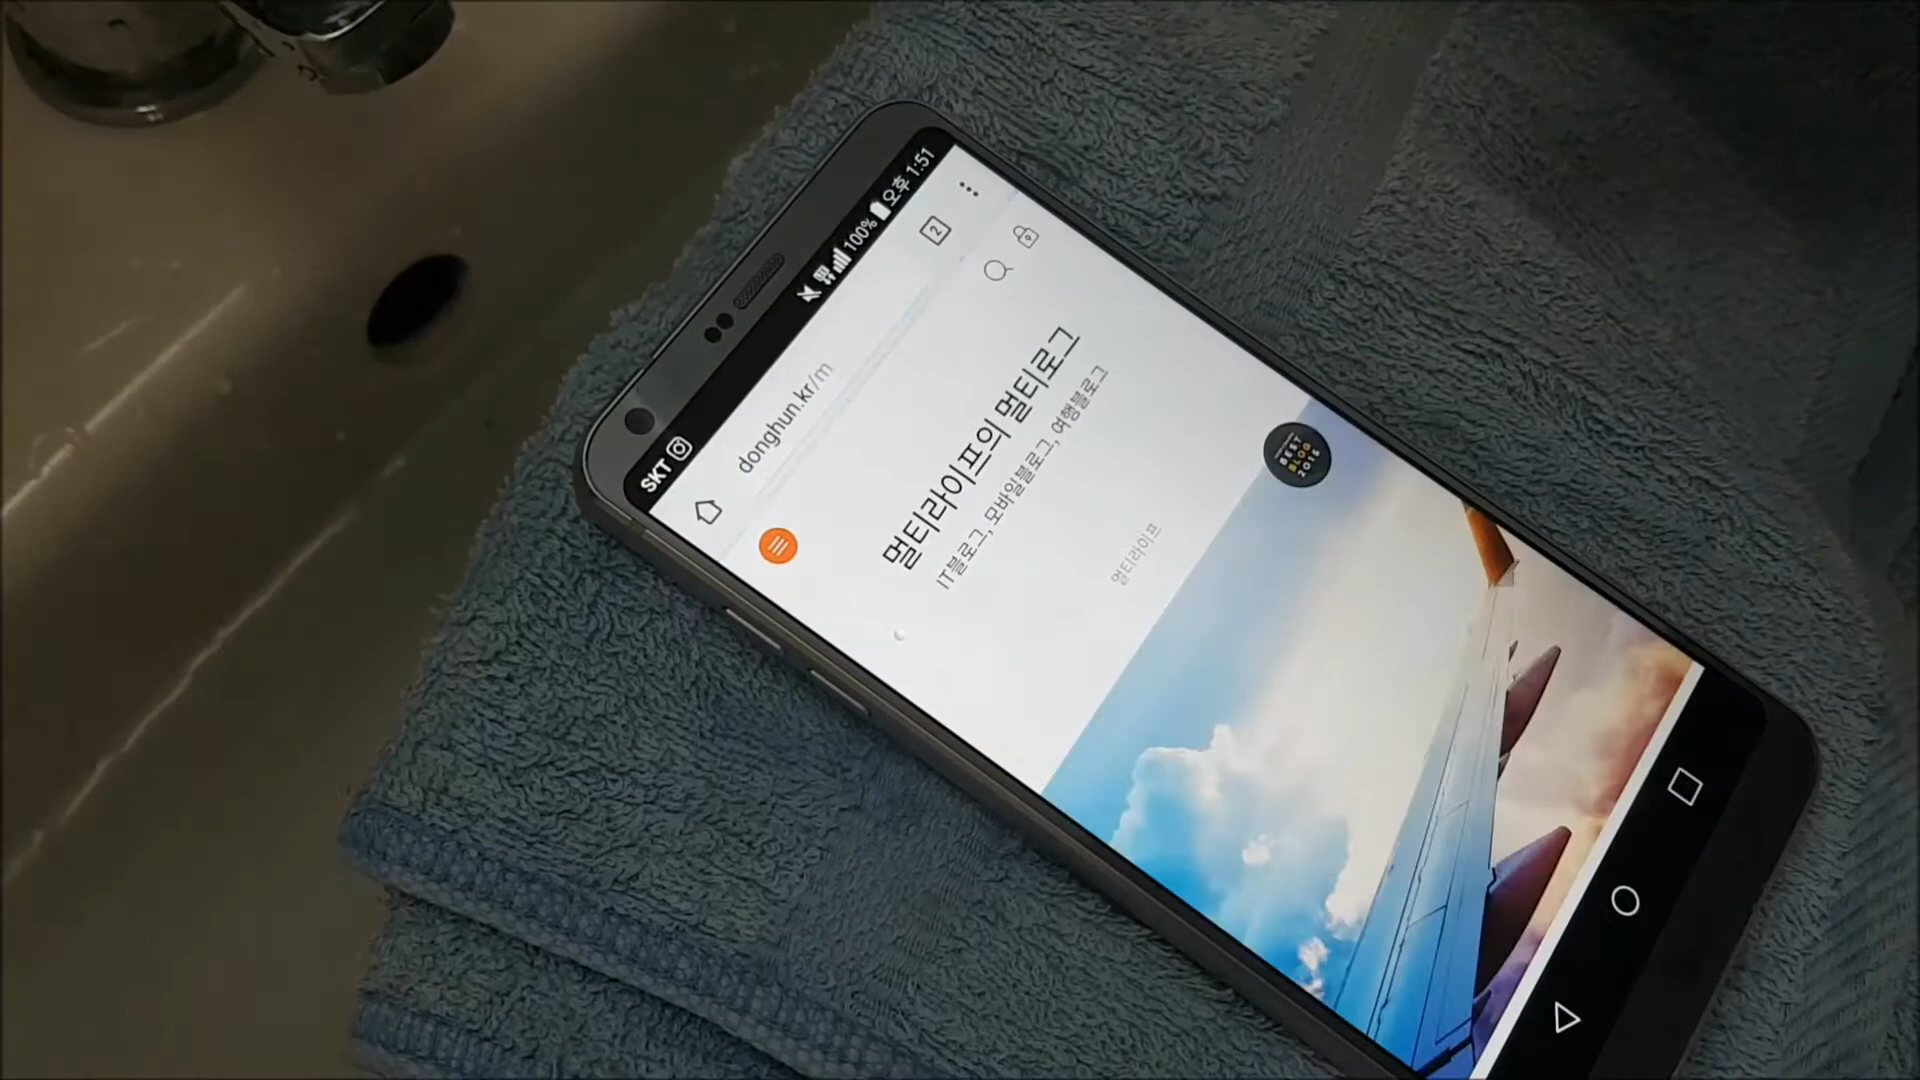 SKT 100% 오후 1:51
donghun.kr/m
2
멀티라이프의 멀티로그
IT블로그, 모바일블로그, 여행블로그
멀티라이프
BEST
BLOG
2015